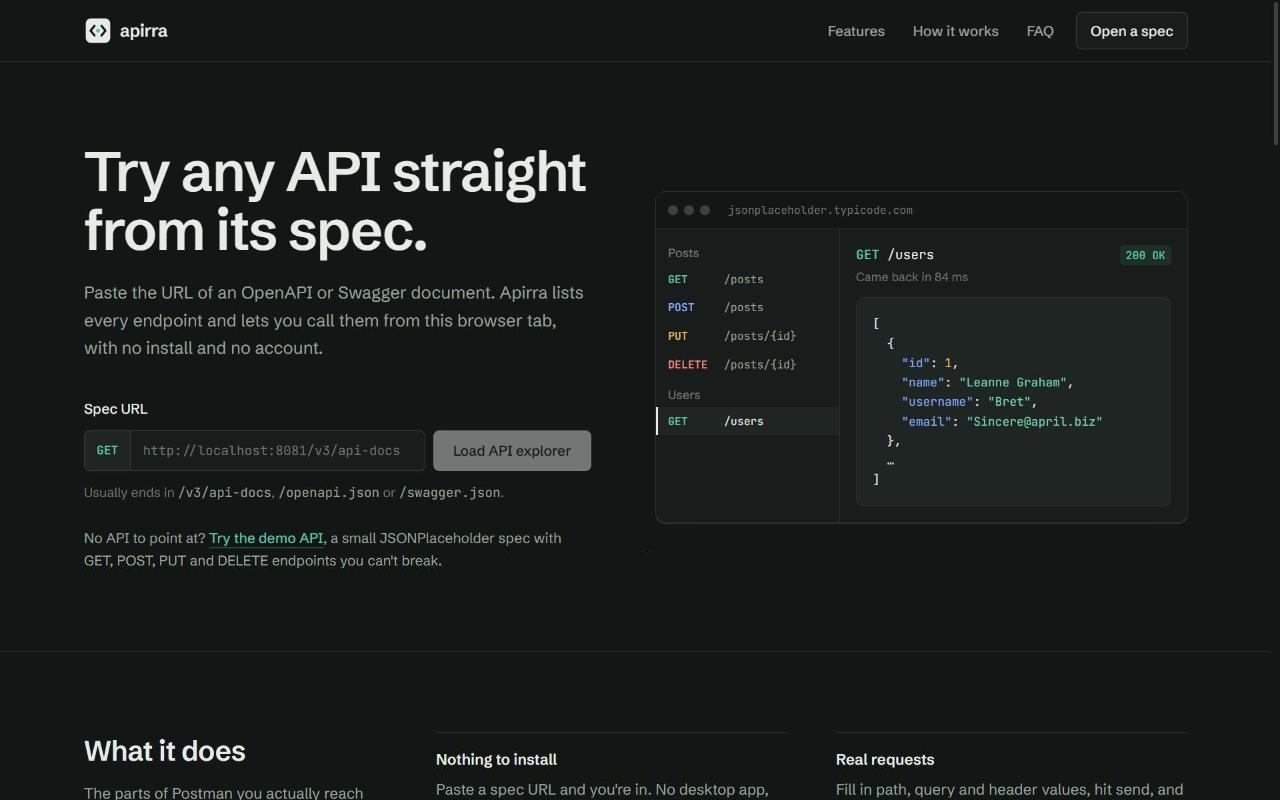 apirra
Features
How it works
FAQ
Open a spec
Try any API straight
from its spec.
Paste the URL of an OpenAPI or Swagger document. Apirra lists
every endpoint and lets you call them from this browser tab,
with no install and no account.
Spec URL
GET http://localhost:8081/v3/api-docs
Load API explorer
Usually ends in /v3/api-docs, /openapi.json or /swagger.json.
No API to point at? Try the demo API, a small JSONPlaceholder spec with
GET, POST, PUT and DELETE endpoints you can't break.
jsonplaceholder.typicode.com
Posts
GET /posts
POST /posts
PUT /posts/{id}
DELETE /posts/{id}
Users
GET /users
GET /users
200 OK
Came back in 84 ms
[
{
"id": 1,
"name": "Leanne Graham",
"username": "Bret",
"email": "Sincere@april.biz"
},
…
]
What it does
The parts of Postman you actually reach
Nothing to install
Paste a spec URL and you're in. No desktop app,
Real requests
Fill in path, query and header values, hit send, and